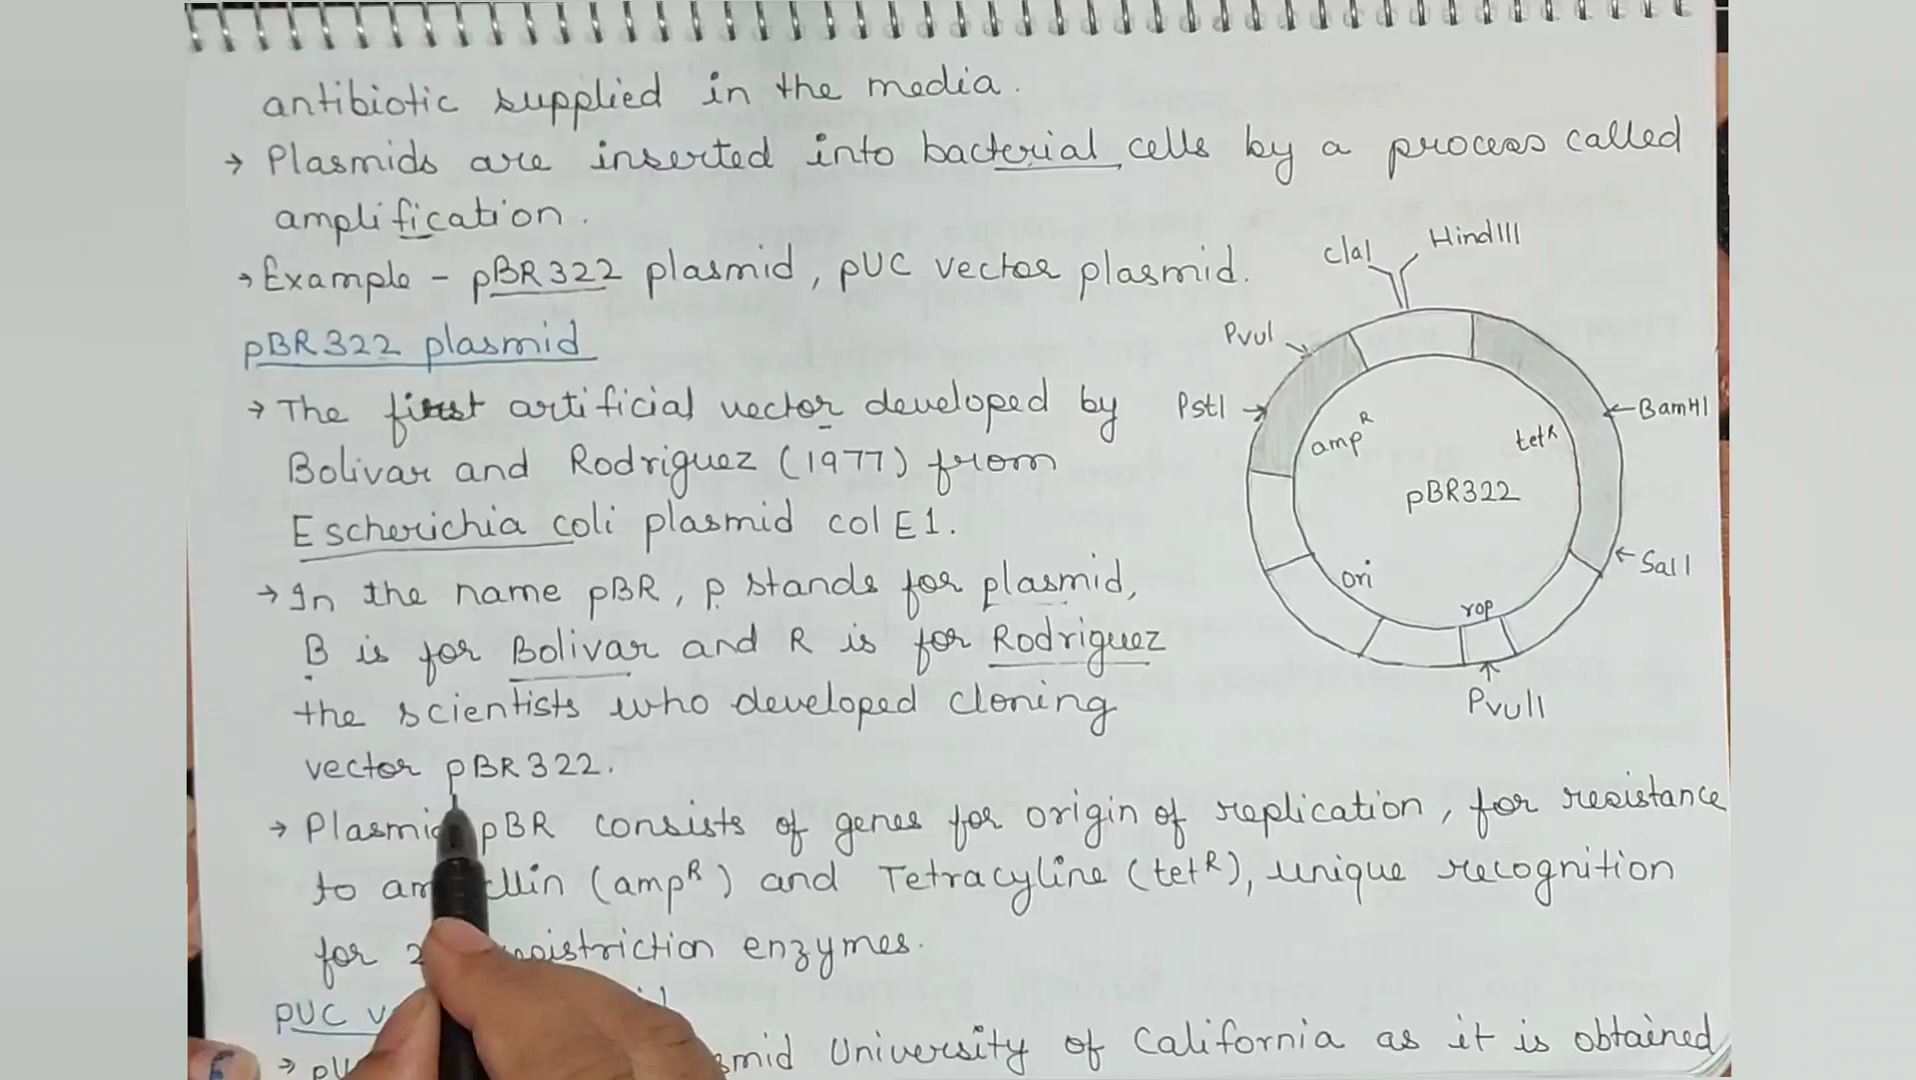 antibiotic supplied in the media.
→ Plasmids are inserted into bacterial cells by a process called
amplification.
→ Example - pBR322 plasmid, pUC vector plasmid.
pBR322 plasmid
→ The first artificial vector developed by
Bolivar and Rodriguez (1977) from
Escherichia coli plasmid col E1.
→ In the name pBR, p stands for plasmid,
B is for Bolivar and R is for Rodriguez
the scientists who developed cloning
vector pBR322.
→ Plasmid pBR consists of genes for origin of replication, for resistance
to am llin (ampᴿ) and Tetracyline (tetᴿ), unique recognition
for 2 restriction enzymes.
pUC v
→ pU smid University of California as it is obtained
ClaI
HindIII
PvuI
PstI
BamHI
ampᴿ
tetᴿ
pBR322
SalI
ori
rop
PvuII